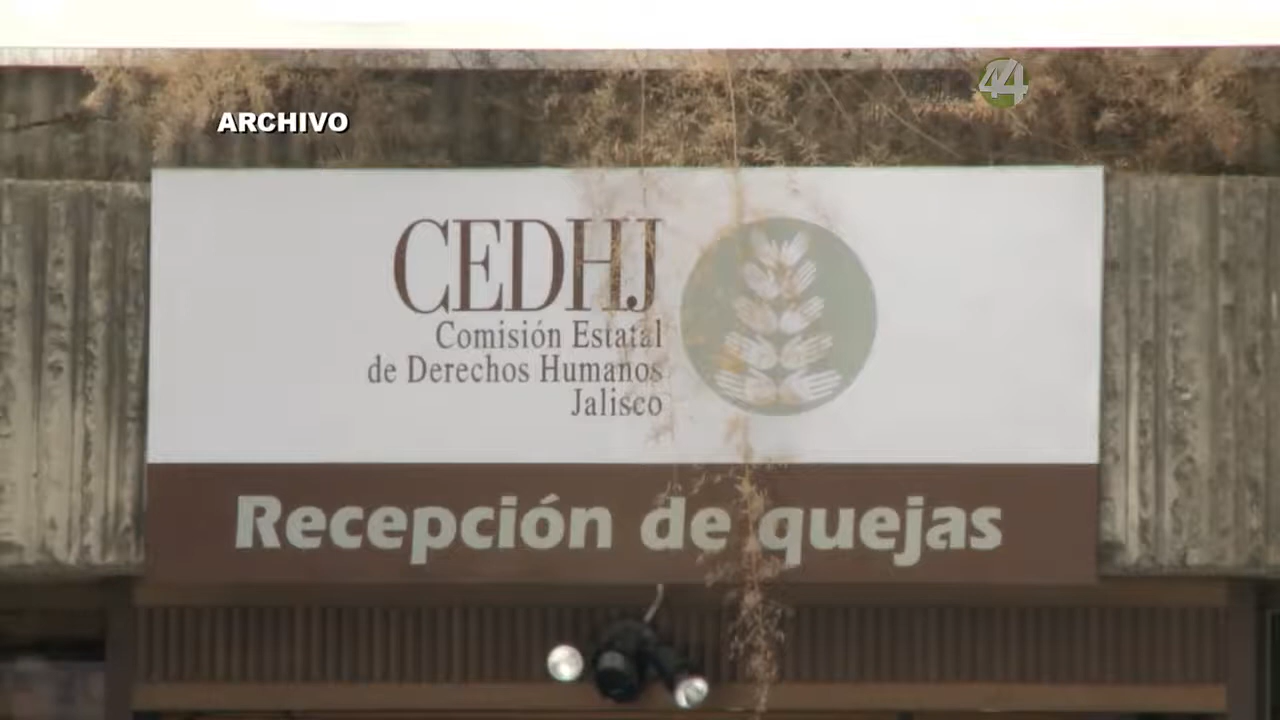 44
ARCHIVO
CEDHJ
Comisión Estatal
de Derechos Humanos
Jalisco
Recepción de quejas